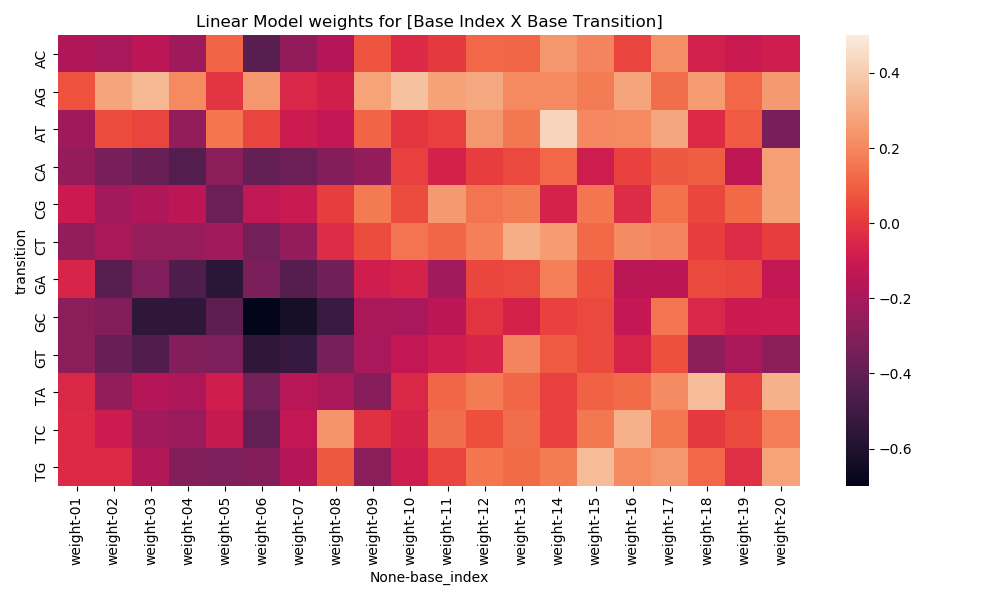 Linear Model weights for [Base Index X Base Transition]
transition
AC
AG
AT
CA
CG
CT
GA
GC
GT
TA
TC
TG
weight-01
weight-02
weight-03
weight-04
weight-05
weight-06
weight-07
weight-08
weight-09
weight-10
weight-11
weight-12
weight-13
weight-14
weight-15
weight-16
weight-17
weight-18
weight-19
weight-20
None-base_index
0.4
0.2
0.0
−0.2
−0.4
−0.6